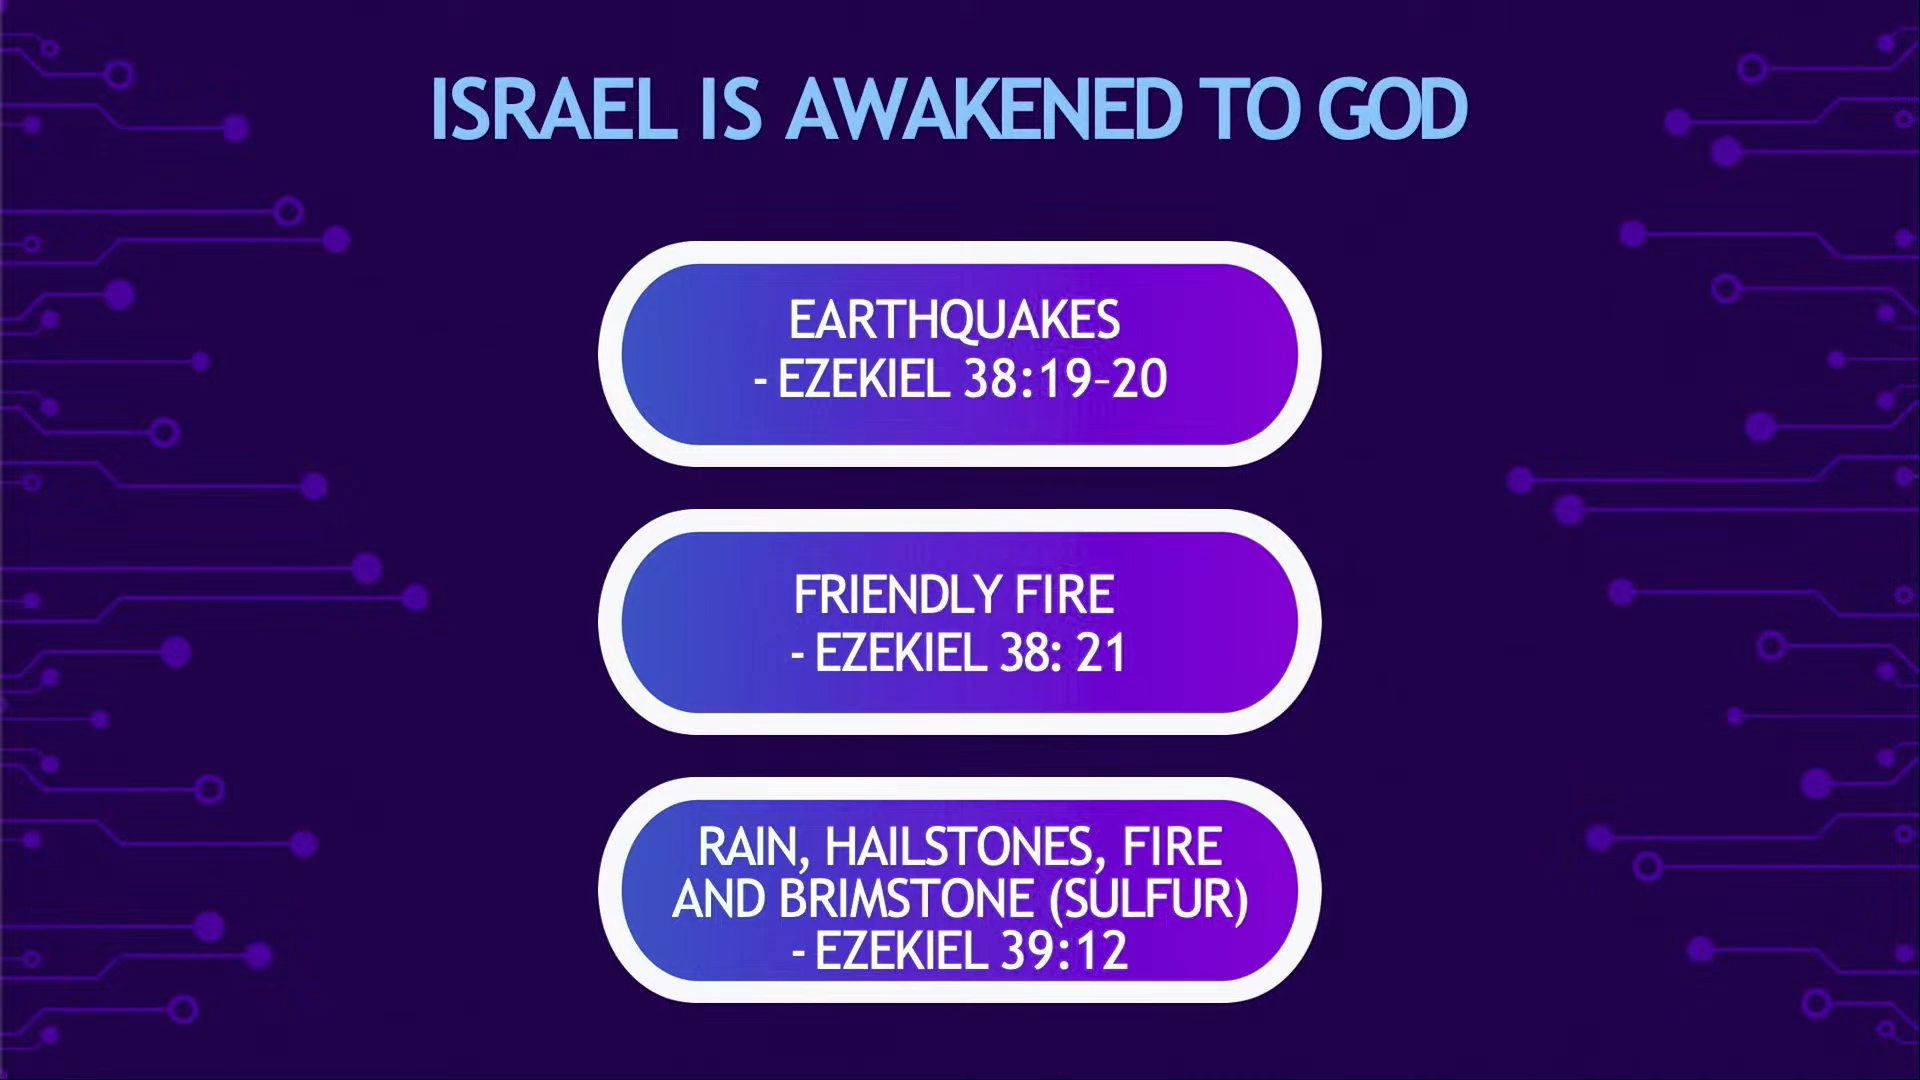 ISRAEL IS AWAKENED TO GOD
EARTHQUAKES
- EZEKIEL 38:19-20
FRIENDLY FIRE
- EZEKIEL 38: 21
RAIN, HAILSTONES, FIRE
AND BRIMSTONE (SULFUR)
- EZEKIEL 39:12